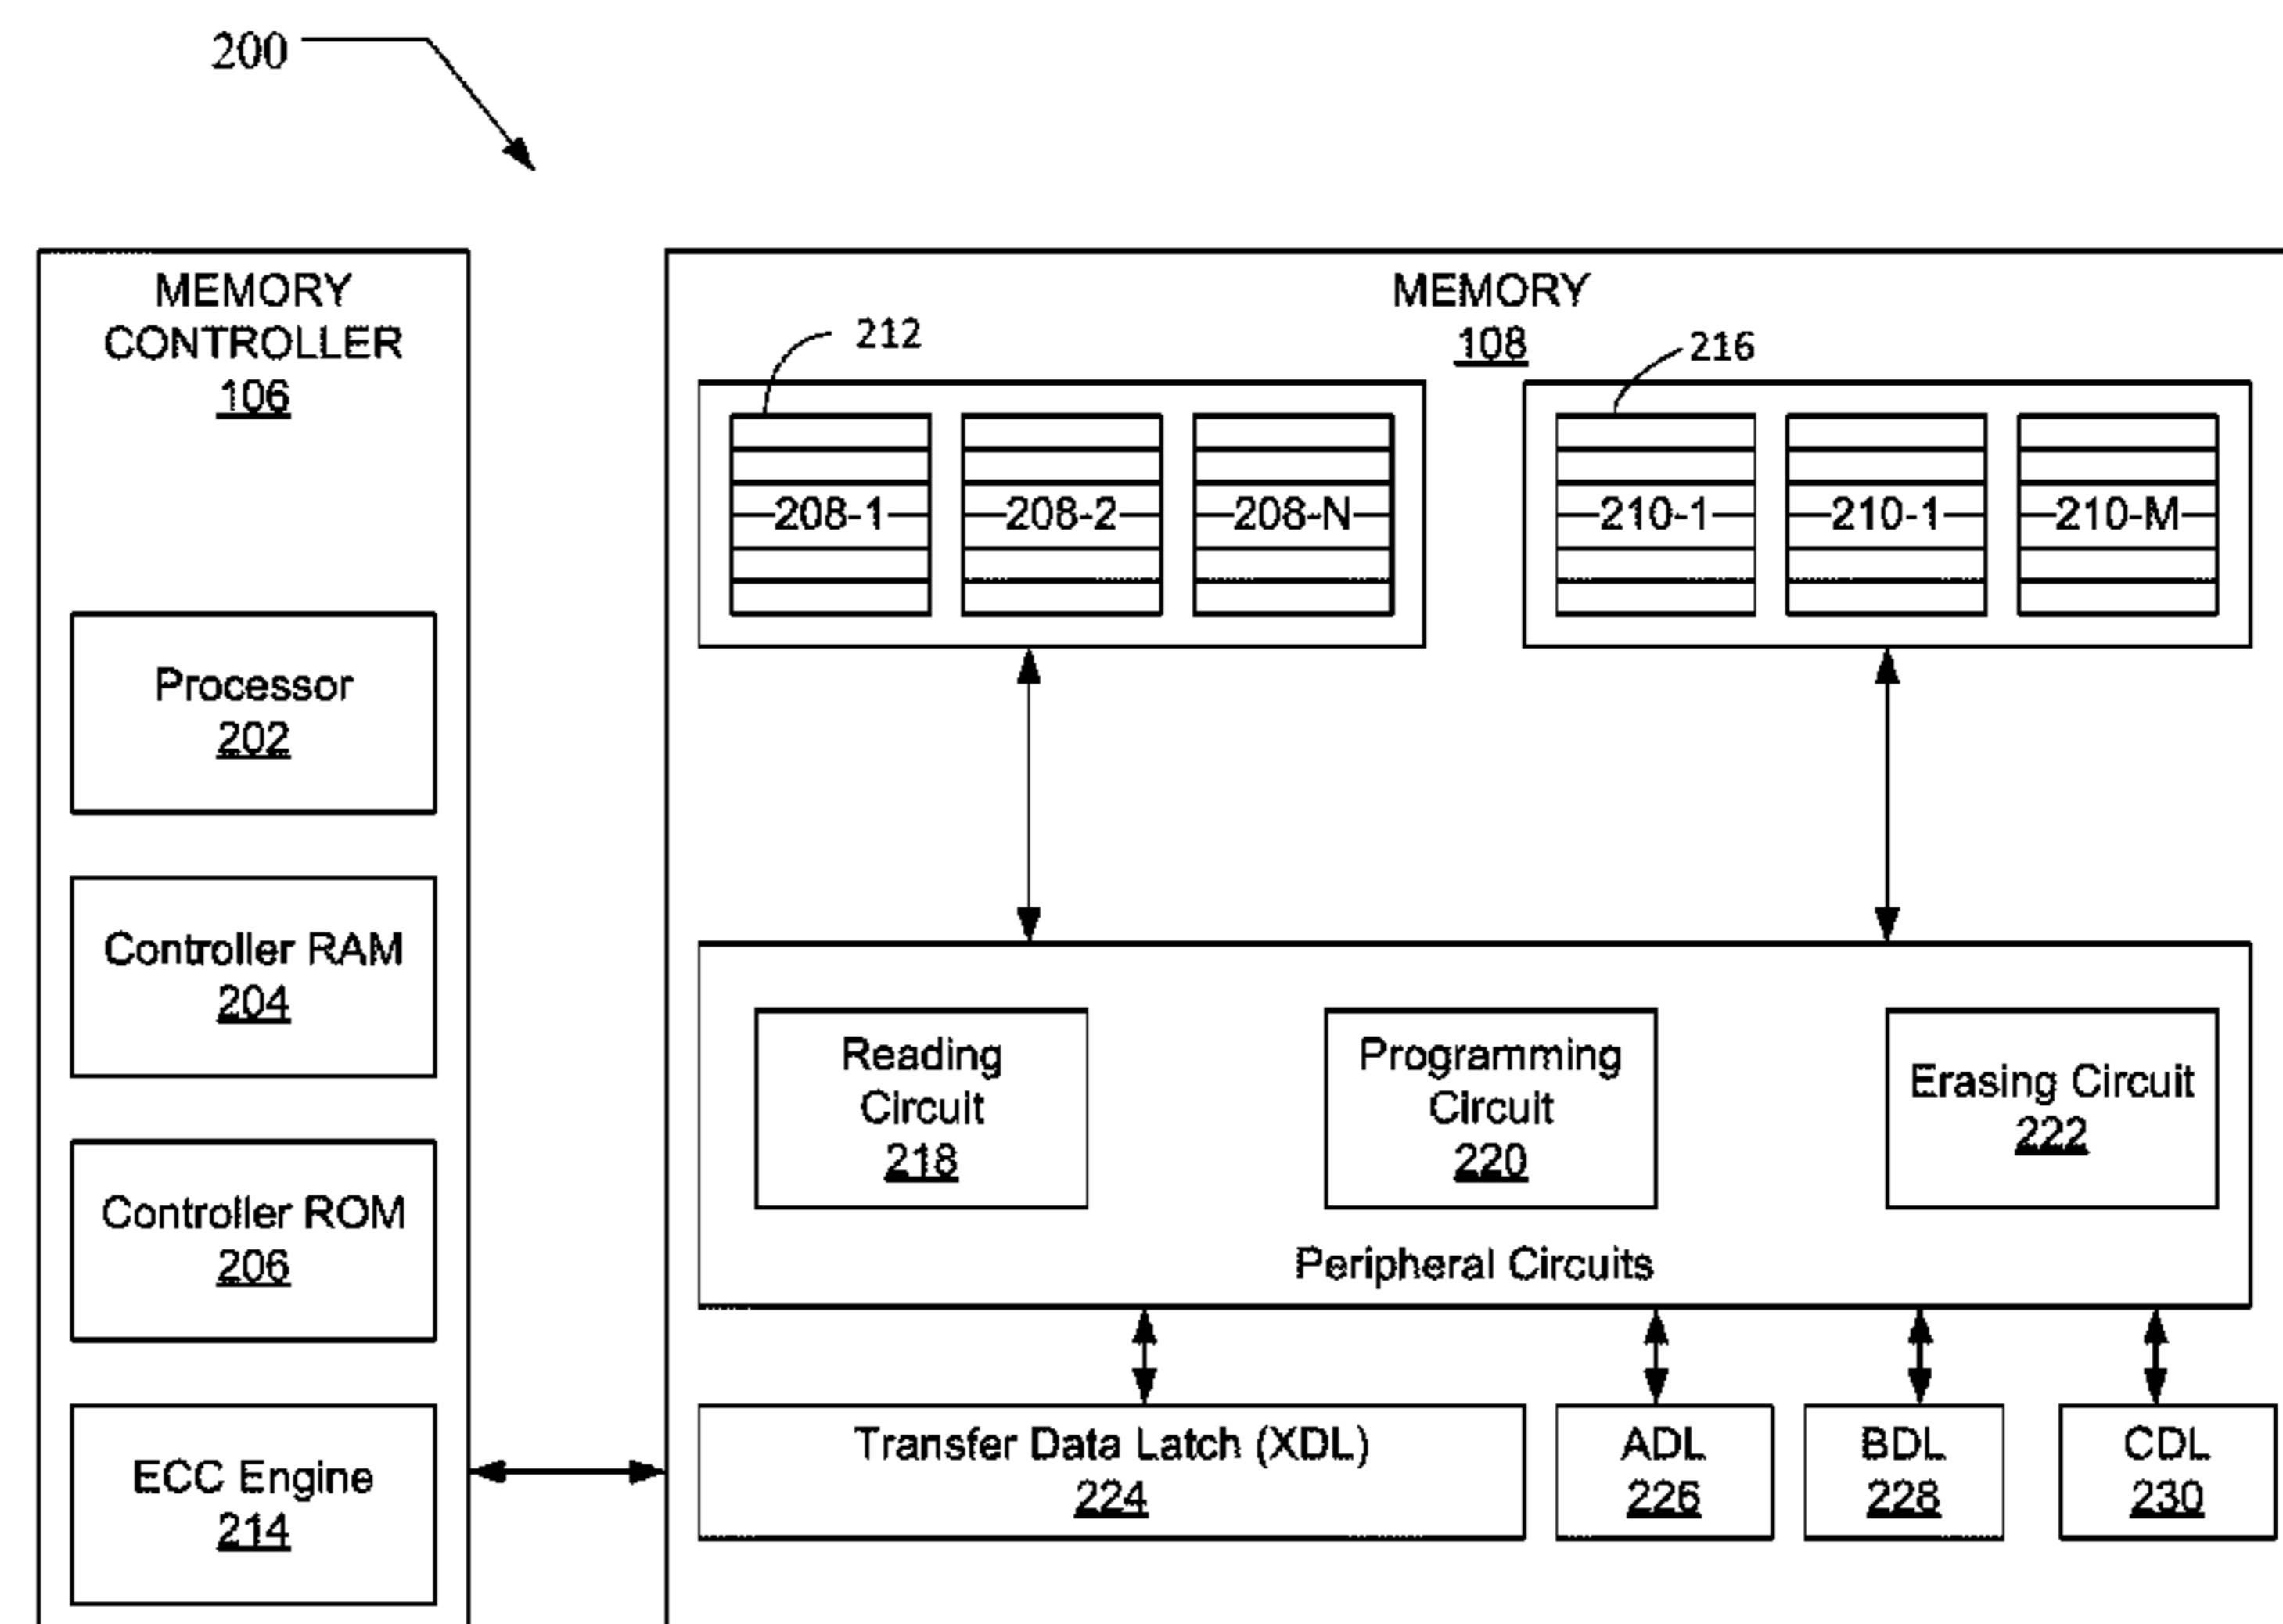 200
MEMORY
CONTROLLER
106
Processor
202
Controller RAM
204
Controller ROM
206
ECC Engine
214
MEMORY
108
212
216
208-1
208-2
208-N
210-1
210-1
210-M
Reading
Circuit
218
Programming
Circuit
220
Erasing Circuit
222
Peripheral Circuits
Transfer Data Latch (XDL)
224
ADL
226
BDL
228
CDL
230